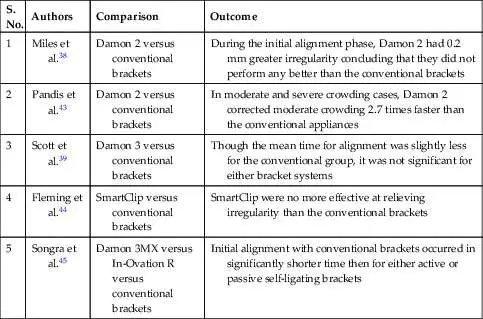 S. No. Authors Comparison Outcome
1 Miles et al.38 Damon 2 versus conventional brackets During the initial alignment phase, Damon 2 had 0.2 mm greater irregularity concluding that they did not perform any better than the conventional brackets
2 Pandis et al.43 Damon 2 versus conventional brackets In moderate and severe crowding cases, Damon 2 corrected moderate crowding 2.7 times faster than the conventional appliances
3 Scott et al.39 Damon 3 versus conventional brackets Though the mean time for alignment was slightly less for the conventional group, it was not significant for either bracket systems
4 Fleming et al.44 SmartClip versus conventional brackets SmartClip were no more effective at relieving irregularity than the conventional brackets
5 Songra et al.45 Damon 3MX versus In-Ovation R versus conventional brackets Initial alignment with conventional brackets occurred in significantly shorter time then for either active or passive self-ligating brackets